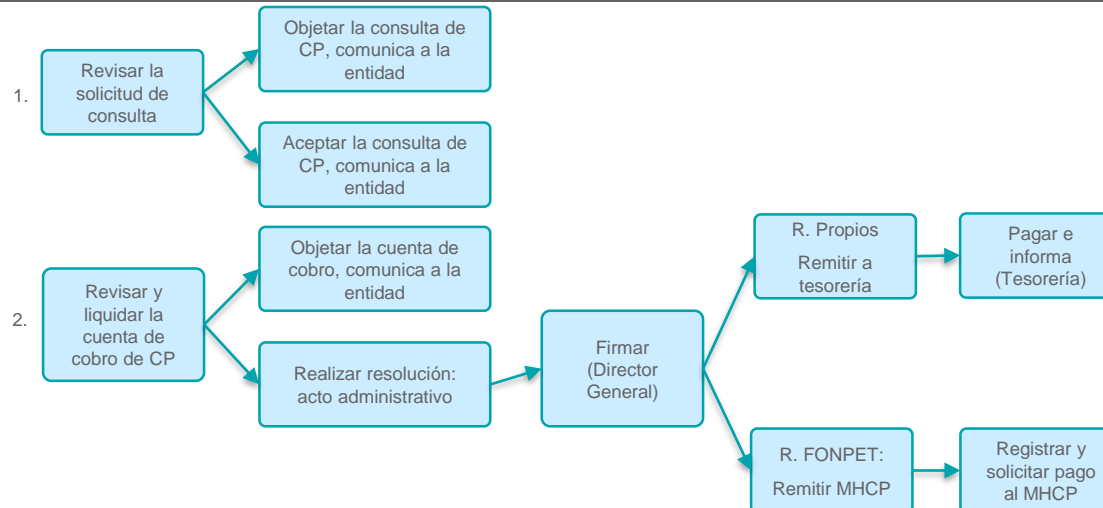 1.
Revisar la
solicitud de
consulta
Objetar la consulta de
CP, comunica a la
entidad
Aceptar la consulta de
CP, comunica a la
entidad
2.
Revisar y
liquidar la
cuenta de
cobro de CP
Objetar la cuenta de
cobro, comunica a la
entidad
Realizar resolución:
acto administrativo
Firmar
(Director
General)
R. Propios
Remitir a
tesorería
Pagar e
informa
(Tesorería)
R. FONPET:
Remitir MHCP
Registrar y
solicitar pago
al MHCP